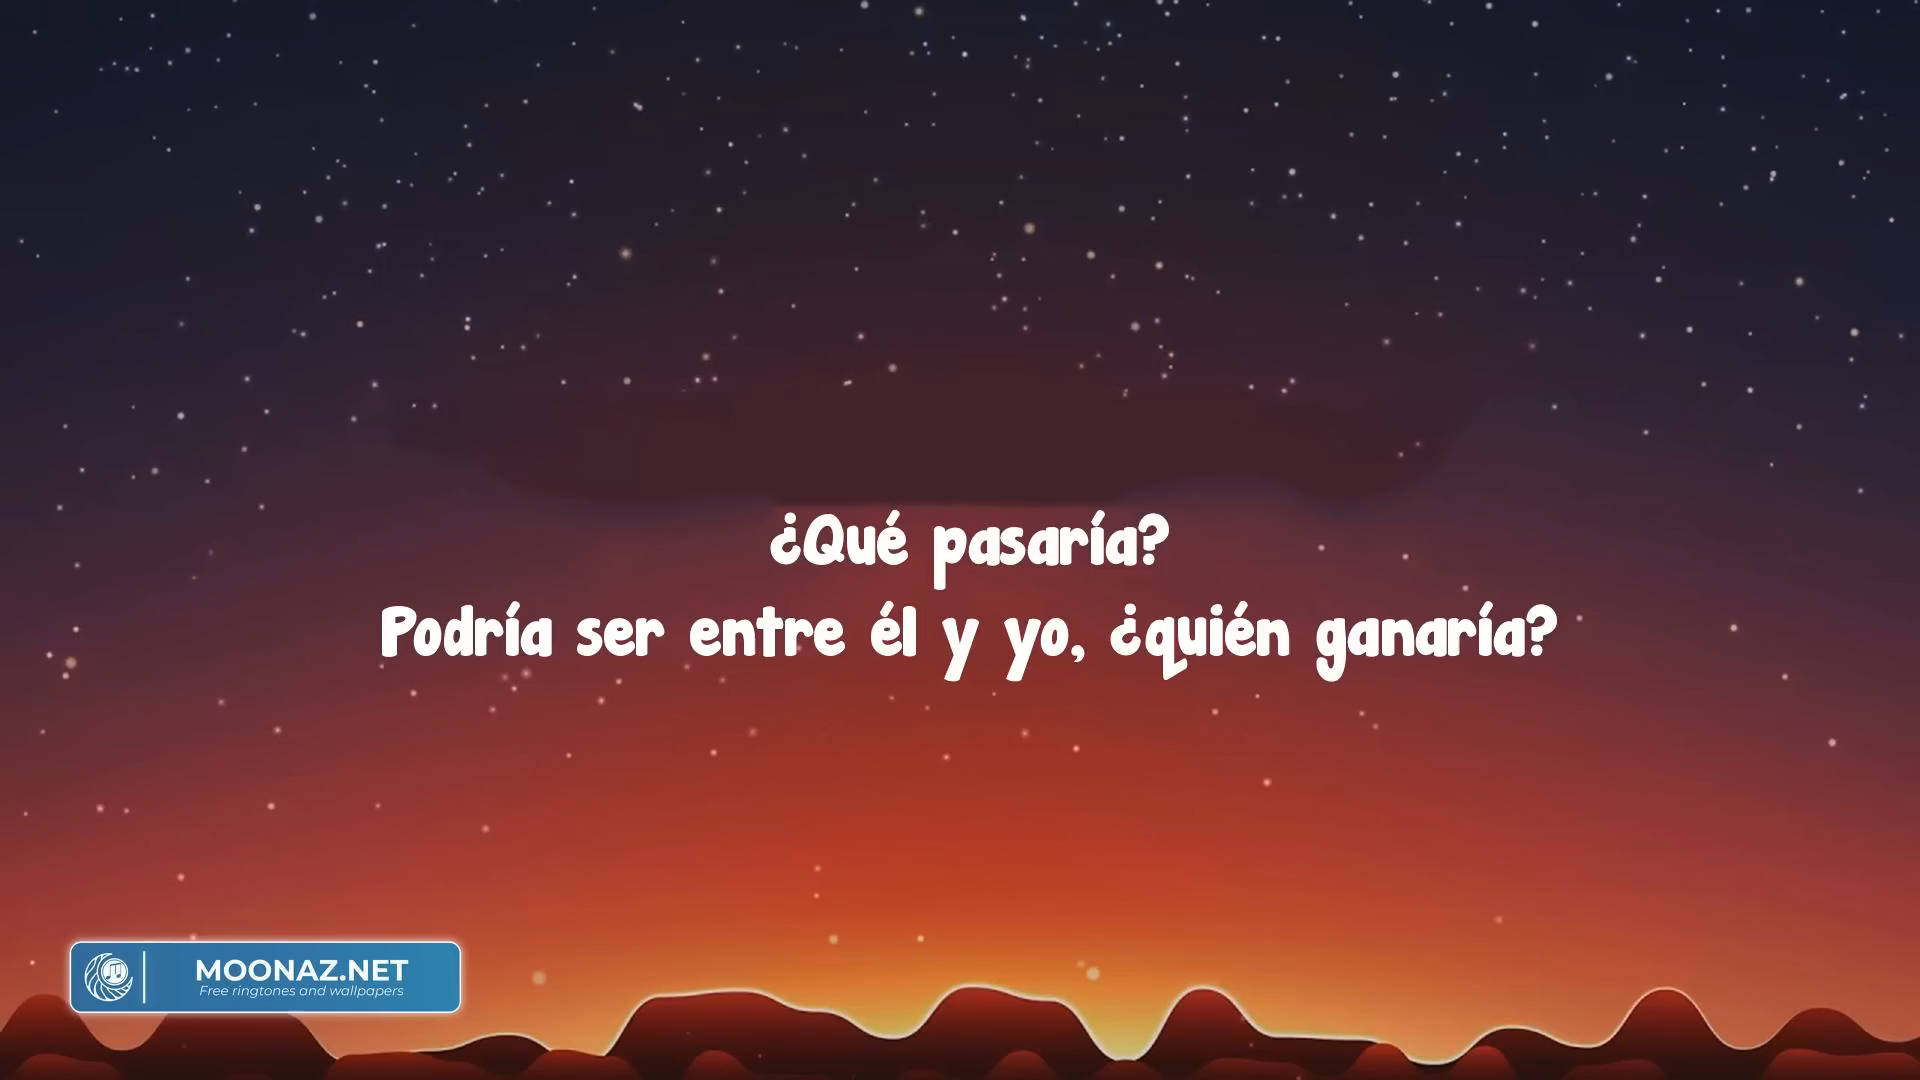 ¿Qué pasaría?
Podría ser entre él y yo, ¿quién ganaría?
MOONAZ.NET
Free ringtones and wallpapers